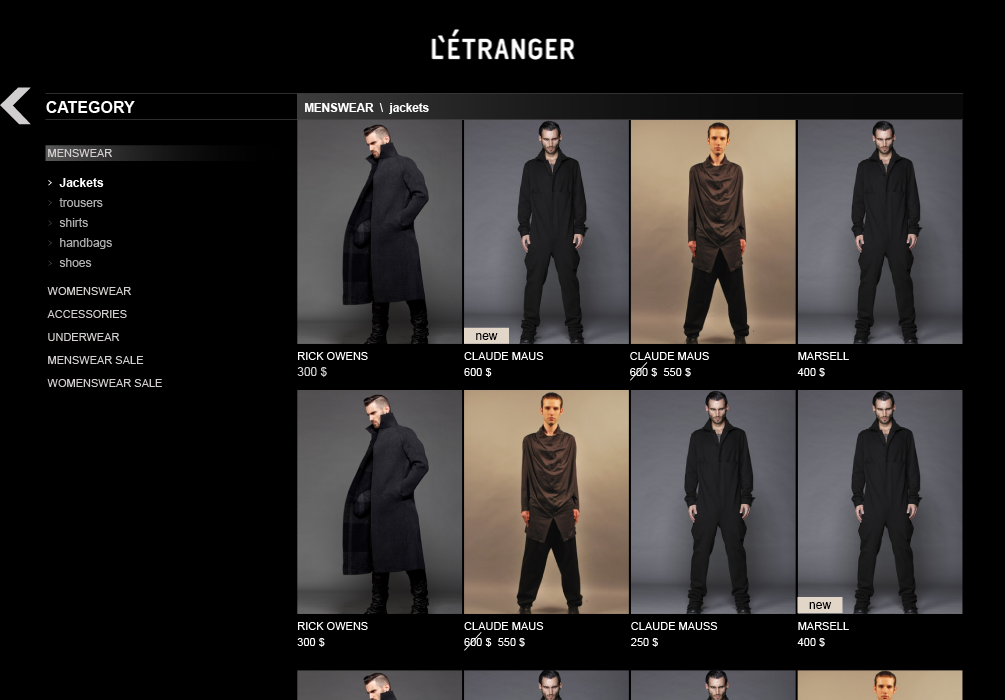 L'ÉTRANGER
CATEGORY
MENSWEAR \ jackets
MENSWEAR
Jackets
trousers
shirts
handbags
shoes
WOMENSWEAR
ACCESSORIES
UNDERWEAR
MENSWEAR SALE
WOMENSWEAR SALE
new
RICK OWENS
300 $
CLAUDE MAUS
600 $
CLAUDE MAUS
600 $ 550 $
MARSELL
400 $
new
RICK OWENS
300 $
CLAUDE MAUS
600 $ 550 $
CLAUDE MAUSS
250 $
MARSELL
400 $